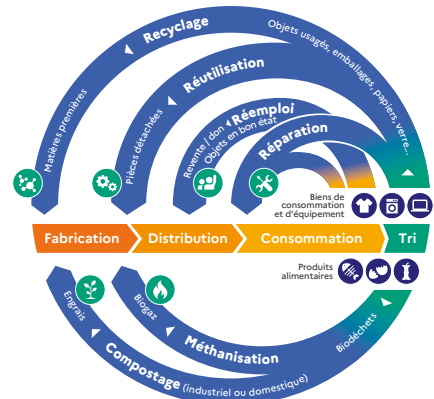 Recyclage
Objets usagés, emballages, papiers, verre...
Matières premières
Réutilisation
Pièces détachées
Réemploi
Revente / don
Objets en bon état
Réparation
Biens de
consommation
et d'équipement
Fabrication
Distribution
Consommation
Tri
Produits
alimentaires
Engrais
Biogaz
Méthanisation
Biodéchets
Compostage (industriel ou domestique)